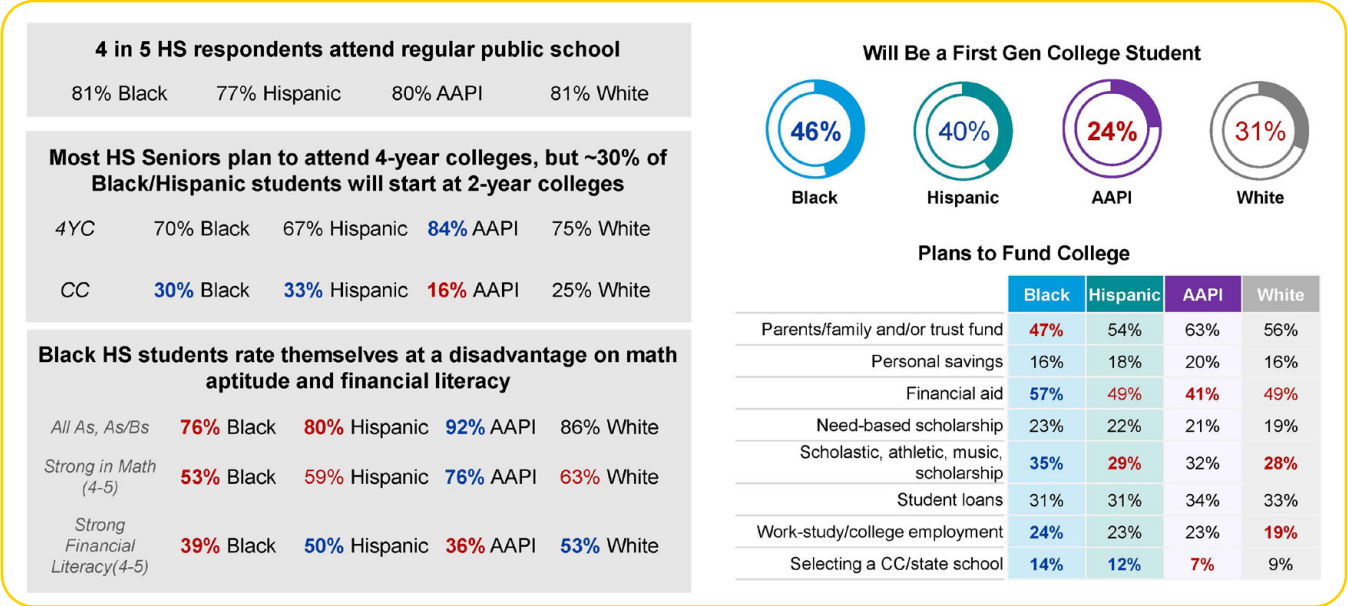 4 in 5 HS respondents attend regular public school
81% Black 77% Hispanic 80% AAPI 81% White
Most HS Seniors plan to attend 4-year colleges, but ~30% of
Black/Hispanic students will start at 2-year colleges
4YC 70% Black 67% Hispanic 84% AAPI 75% White
CC 30% Black 33% Hispanic 16% AAPI 25% White
Black HS students rate themselves at a disadvantage on math
aptitude and financial literacy
All As, As/Bs 76% Black 80% Hispanic 92% AAPI 86% White
Strong in Math
(4-5)
53% Black 59% Hispanic 76% AAPI 63% White
Strong
Financial
Literacy(4-5)
39% Black 50% Hispanic 36% AAPI 53% White
Will Be a First Gen College Student
46% 40% 24% 31%
Black Hispanic AAPI White
Plans to Fund College
Black Hispanic AAPI White
Parents/family and/or trust fund 47% 54% 63% 56%
Personal savings 16% 18% 20% 16%
Financial aid 57% 49% 41% 49%
Need-based scholarship 23% 22% 21% 19%
Scholastic, athletic, music,
scholarship
35% 29% 32% 28%
Student loans 31% 31% 34% 33%
Work-study/college employment 24% 23% 23% 19%
Selecting a CC/state school 14% 12% 7% 9%